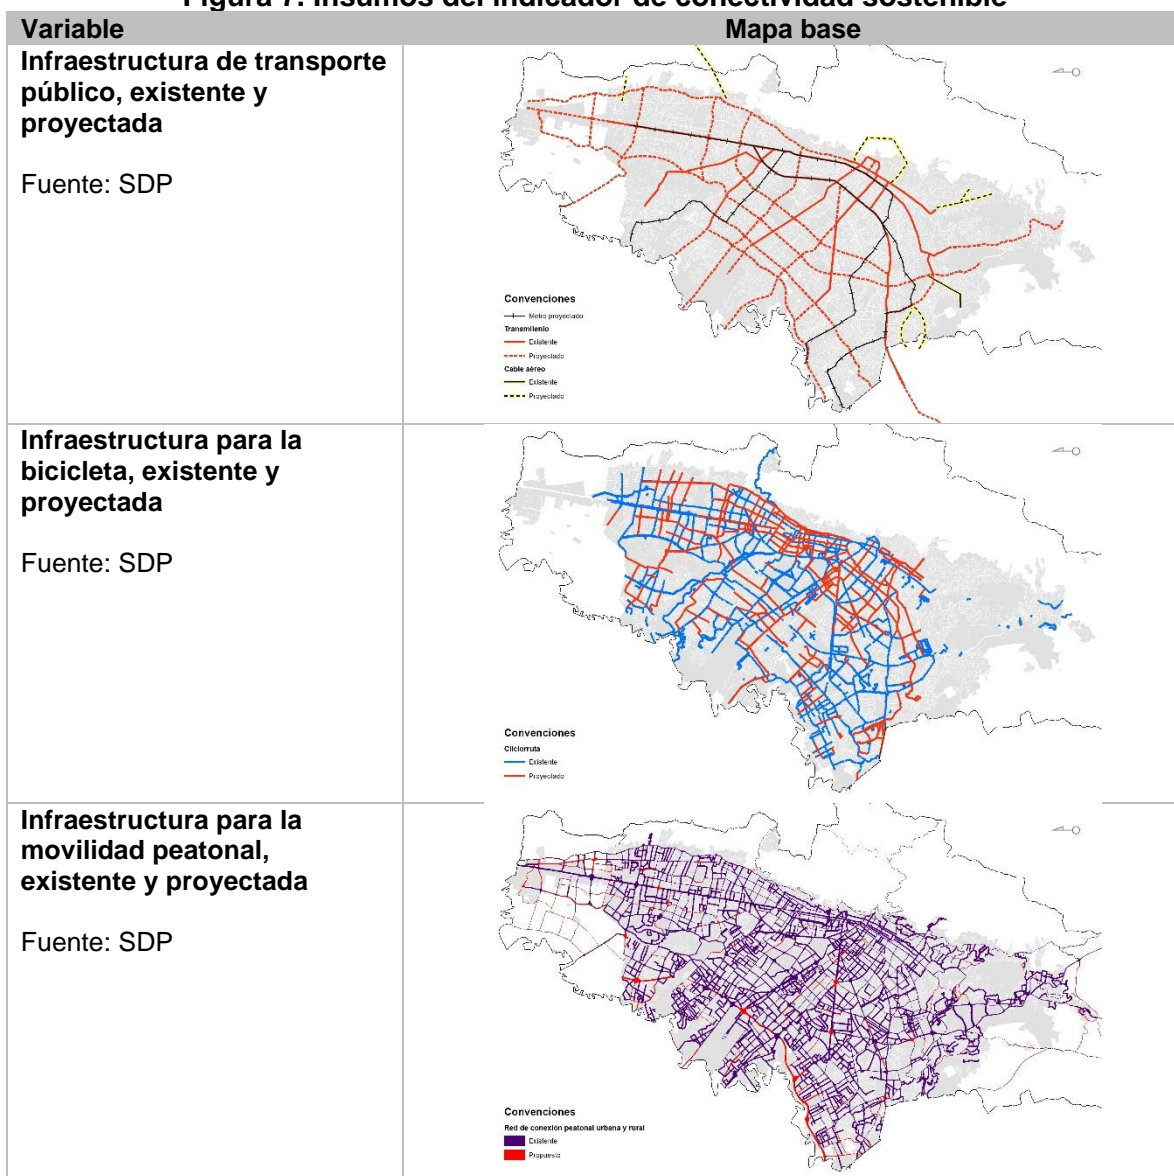 Figura 7. Insumos del indicador de conectividad sostenible
Variable
Mapa base
Infraestructura de transporte
público, existente y
proyectada
Fuente: SDP
Convenciones
Metro proyectado
Transmilenio
Existente
Proyectado
Cable aéreo
Existente
Proyectado
Infraestructura para la
bicicleta, existente y
proyectada
Fuente: SDP
Convenciones
Cliclorruta
Existente
Proyectado
Infraestructura para la
movilidad peatonal,
existente y proyectada
Fuente: SDP
Convenciones
Red de conexión peatonal urbana y rural
Existente
Propuesta